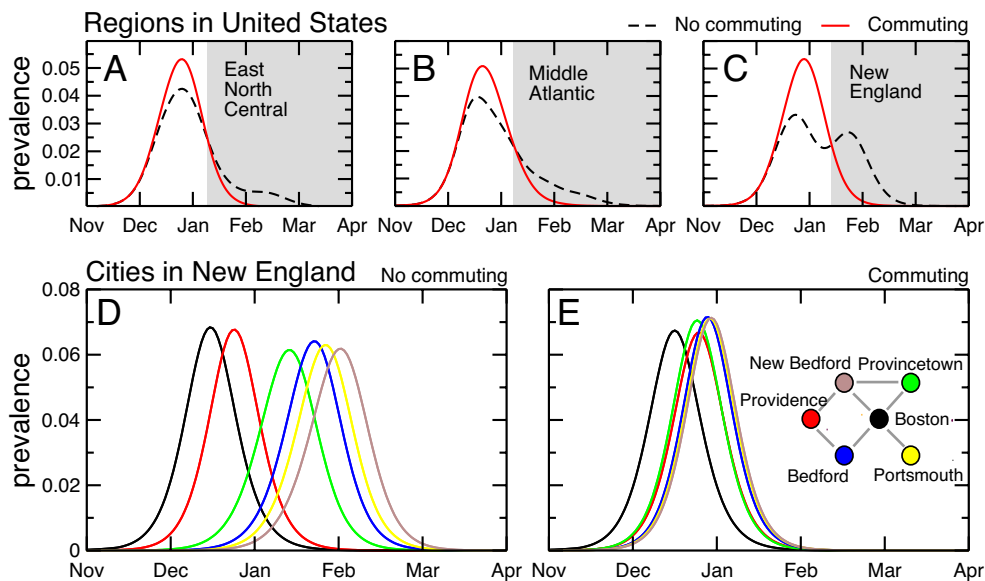 Regions in United States
No commuting
Commuting
prevalence
0.05
0.04
0.03
0.02
0.01
A
East
North
Central
B
Middle
Atlantic
C
New
England
Nov Dec Jan Feb Mar Apr
Nov Dec Jan Feb Mar Apr
Nov Dec Jan Feb Mar Apr
Cities in New England
No commuting
Commuting
prevalence
0.08
0.06
0.04
0.02
0
D
E
New Bedford Provincetown
Providence
Boston
Bedford
Portsmouth
Nov Dec Jan Feb Mar Apr
Nov Dec Jan Feb Mar Apr